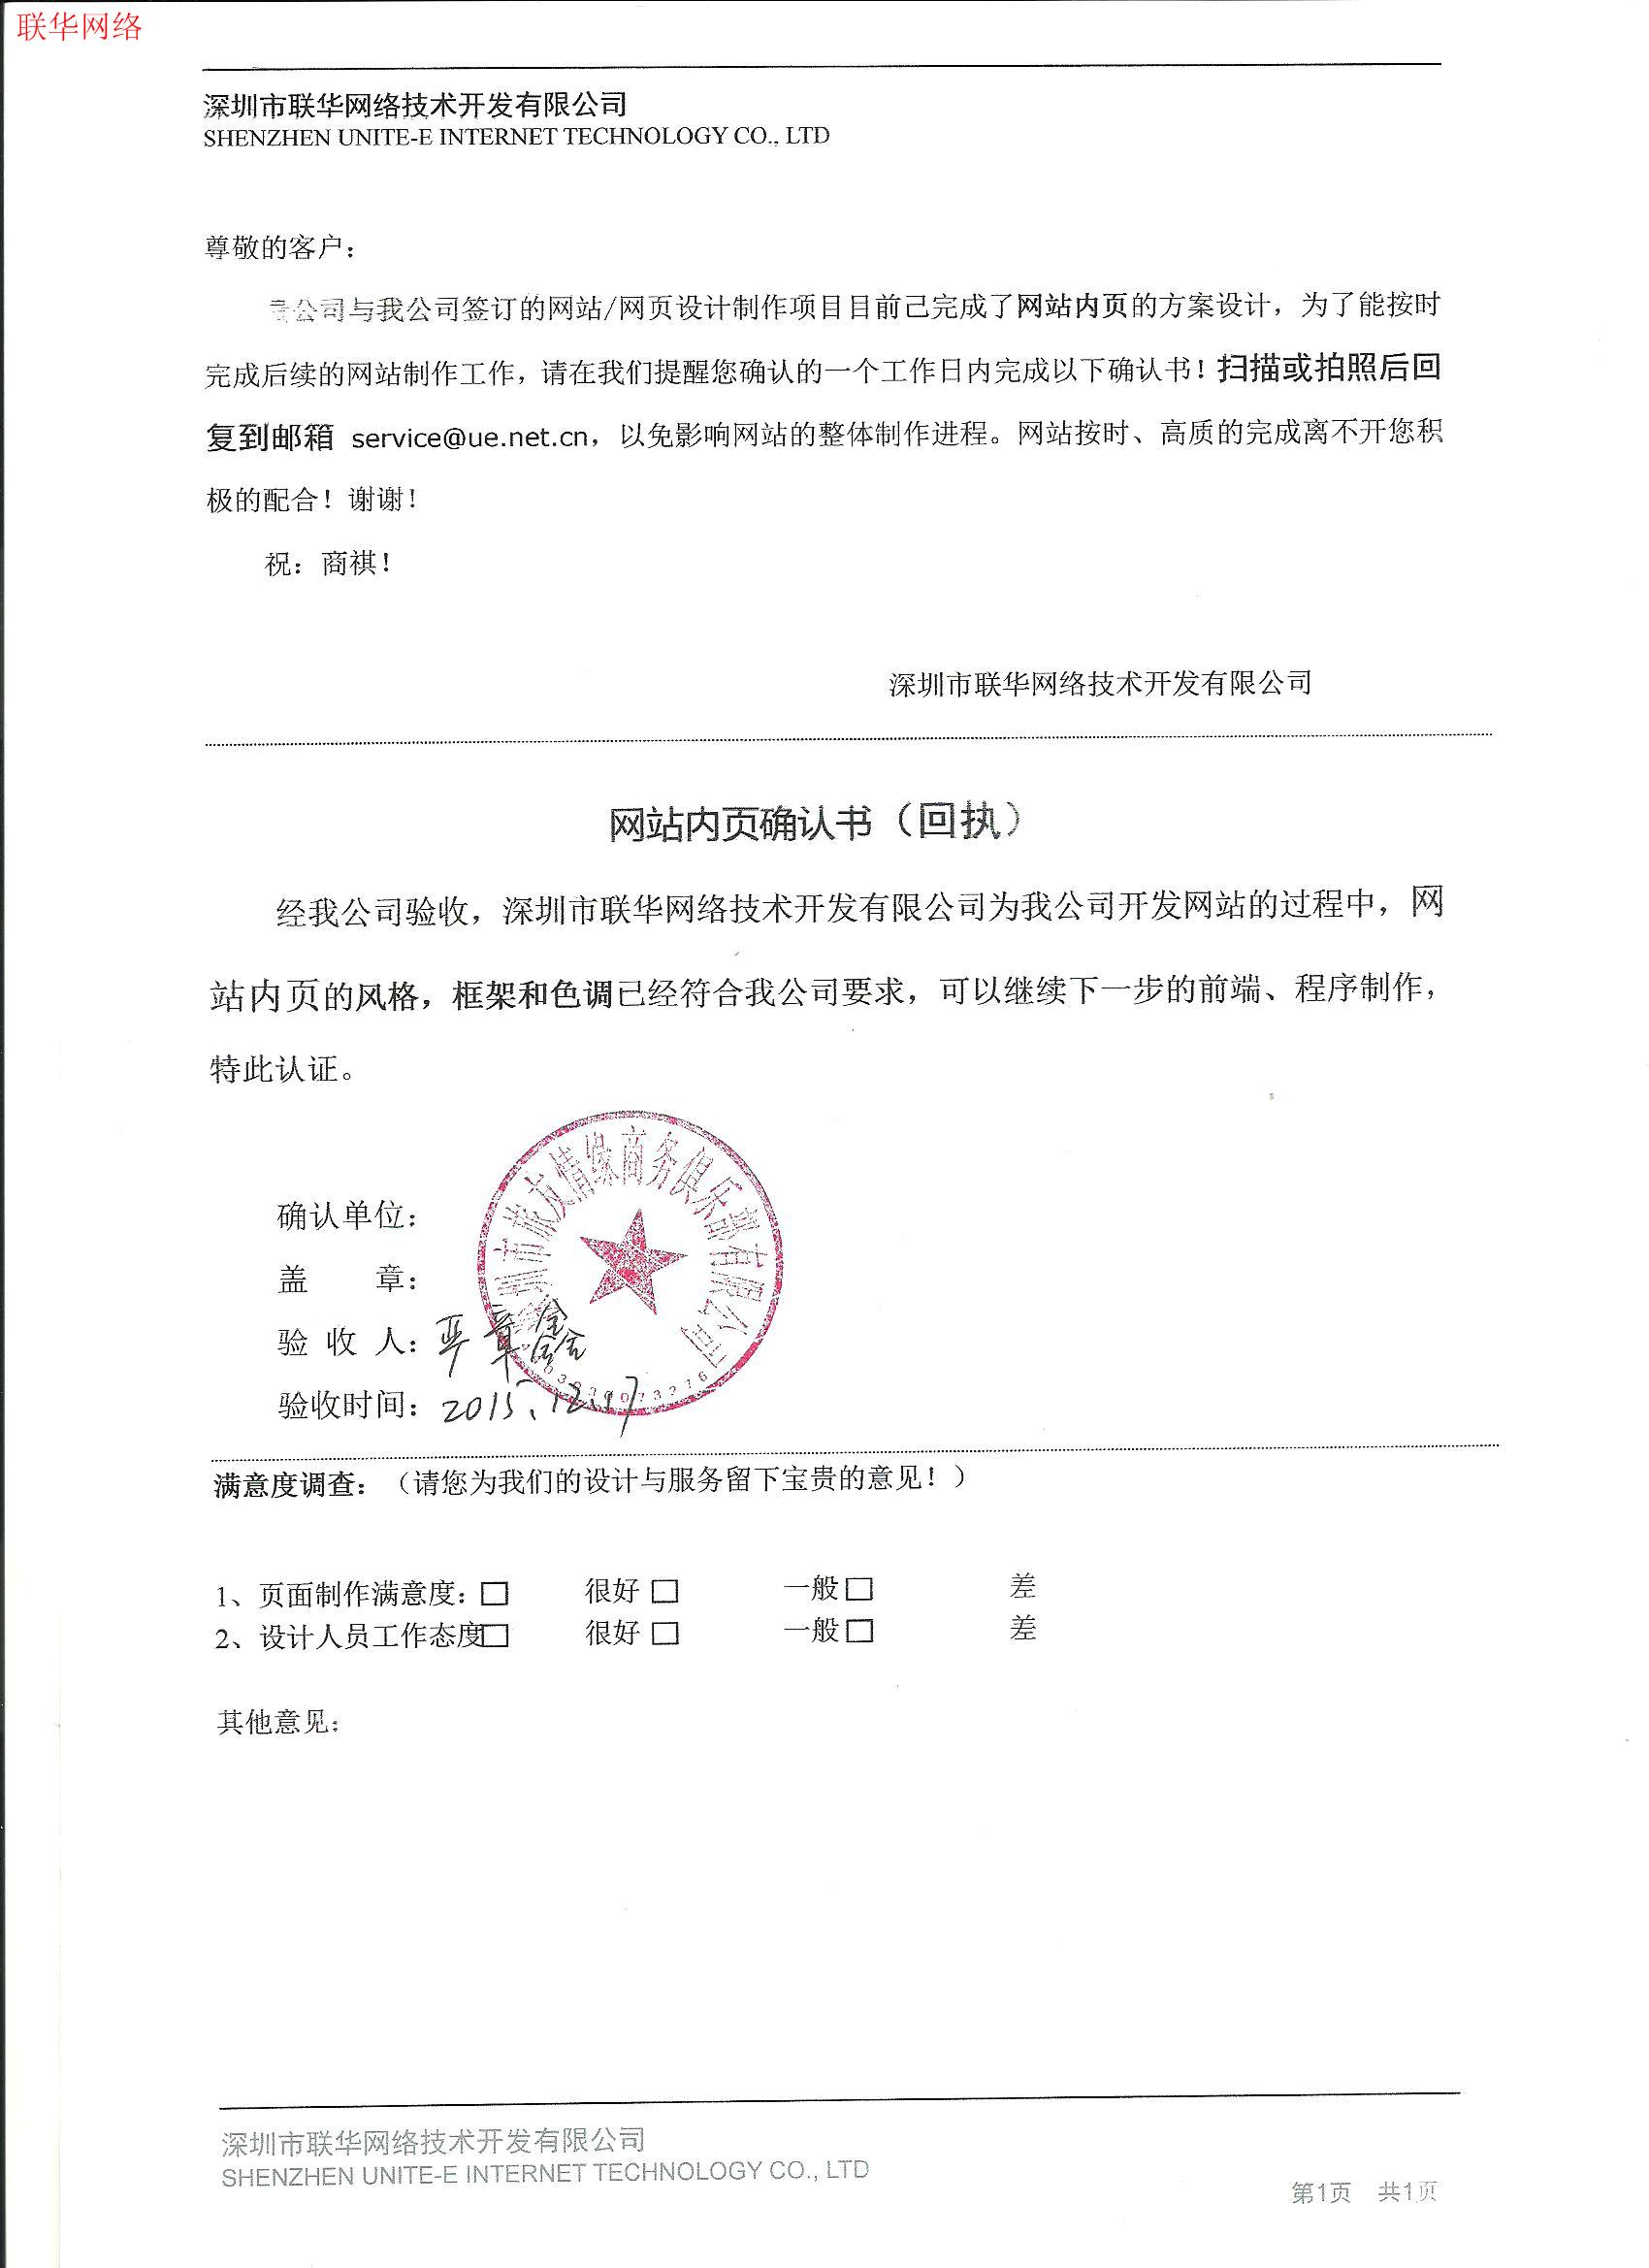 联华网络
深圳市联华网络技术开发有限公司
SHENZHEN UNITE-E INTERNET TECHNOLOGY CO., LTD
尊敬的客户：
贵公司与我公司签订的网站/网页设计制作项目目前己完成了网站内页的方案设计，为了能按时
完成后续的网站制作工作，请在我们提醒您确认的一个工作日内完成以下确认书！扫描或拍照后回
复到邮箱 service@ue.net.cn，以免影响网站的整体制作进程。网站按时、高质的完成离不开您积
极的配合！谢谢！
祝：商祺！
深圳市联华网络技术开发有限公司
网站内页确认书（回执）
经我公司验收，深圳市联华网络技术开发有限公司为我公司开发网站的过程中，网
站内页的风格，框架和色调已经符合我公司要求，可以继续下一步的前端、程序制作，
特此认证。
圳市旅友情缘商务俱乐部有限公司
确认单位：
盖 章：
验 收 人：严章鑫
验收时间：2015、12.17
满意度调查：（请您为我们的设计与服务留下宝贵的意见！）
1、页面制作满意度：□ 很好 □ 一般 □ 差
2、设计人员工作态度□ 很好 □ 一般 □ 差
其他意见：
深圳市联华网络技术开发有限公司
SHENZHEN UNITE-E INTERNET TECHNOLOGY CO., LTD
第1页 共1页